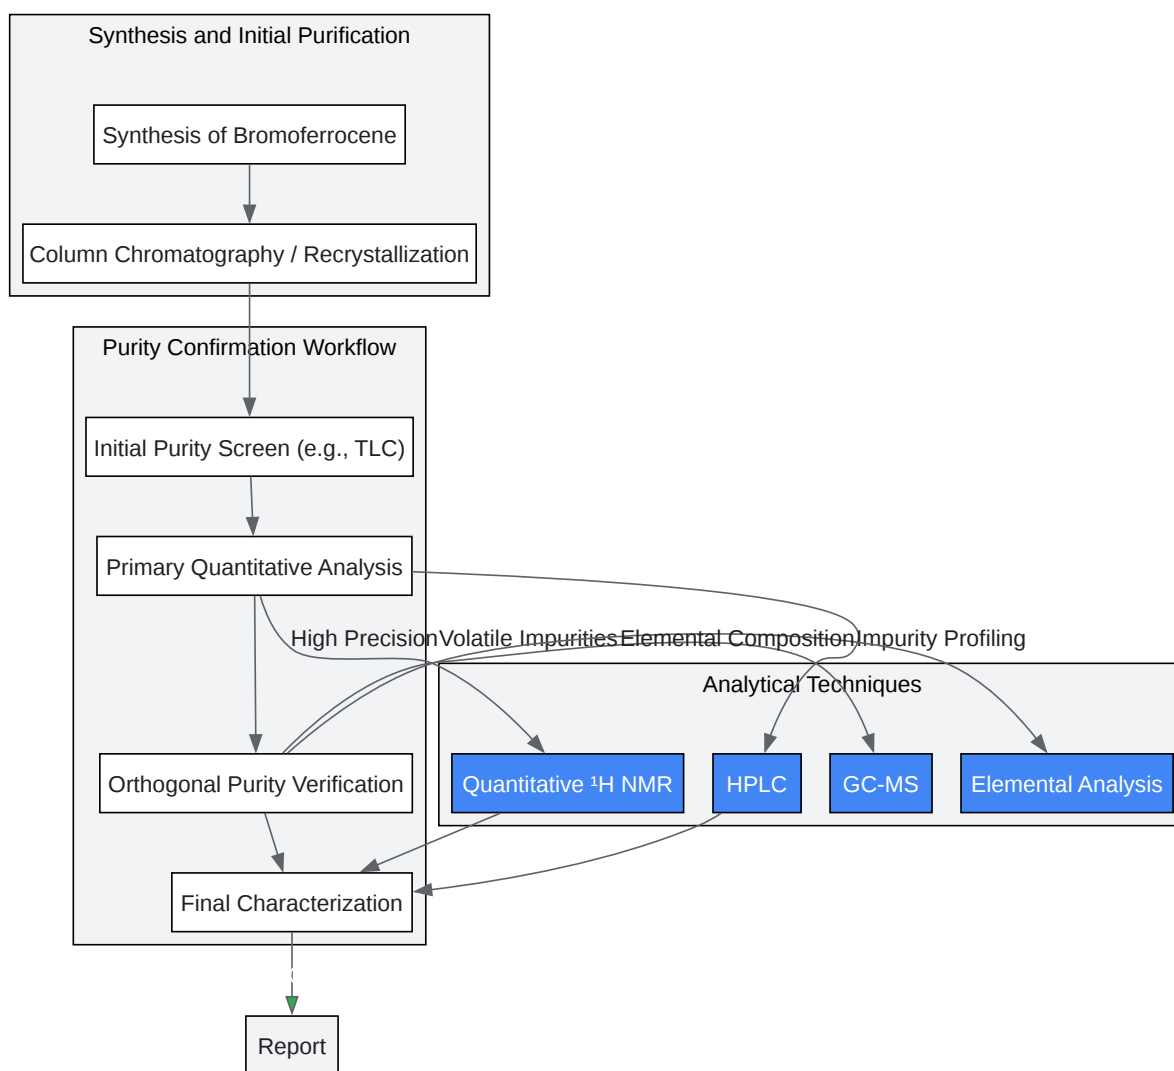 Synthesis and Initial Purification
Synthesis of Bromoferrocene
Column Chromatography / Recrystallization
Purity Confirmation Workflow
Initial Purity Screen (e.g., TLC)
Primary Quantitative Analysis
High Precision
Volatile Impurities
Elemental Composition
Impurity Profiling
Analytical Techniques
Orthogonal Purity Verification
Quantitative ¹H NMR
HPLC
GC-MS
Elemental Analysis
Final Characterization
Report